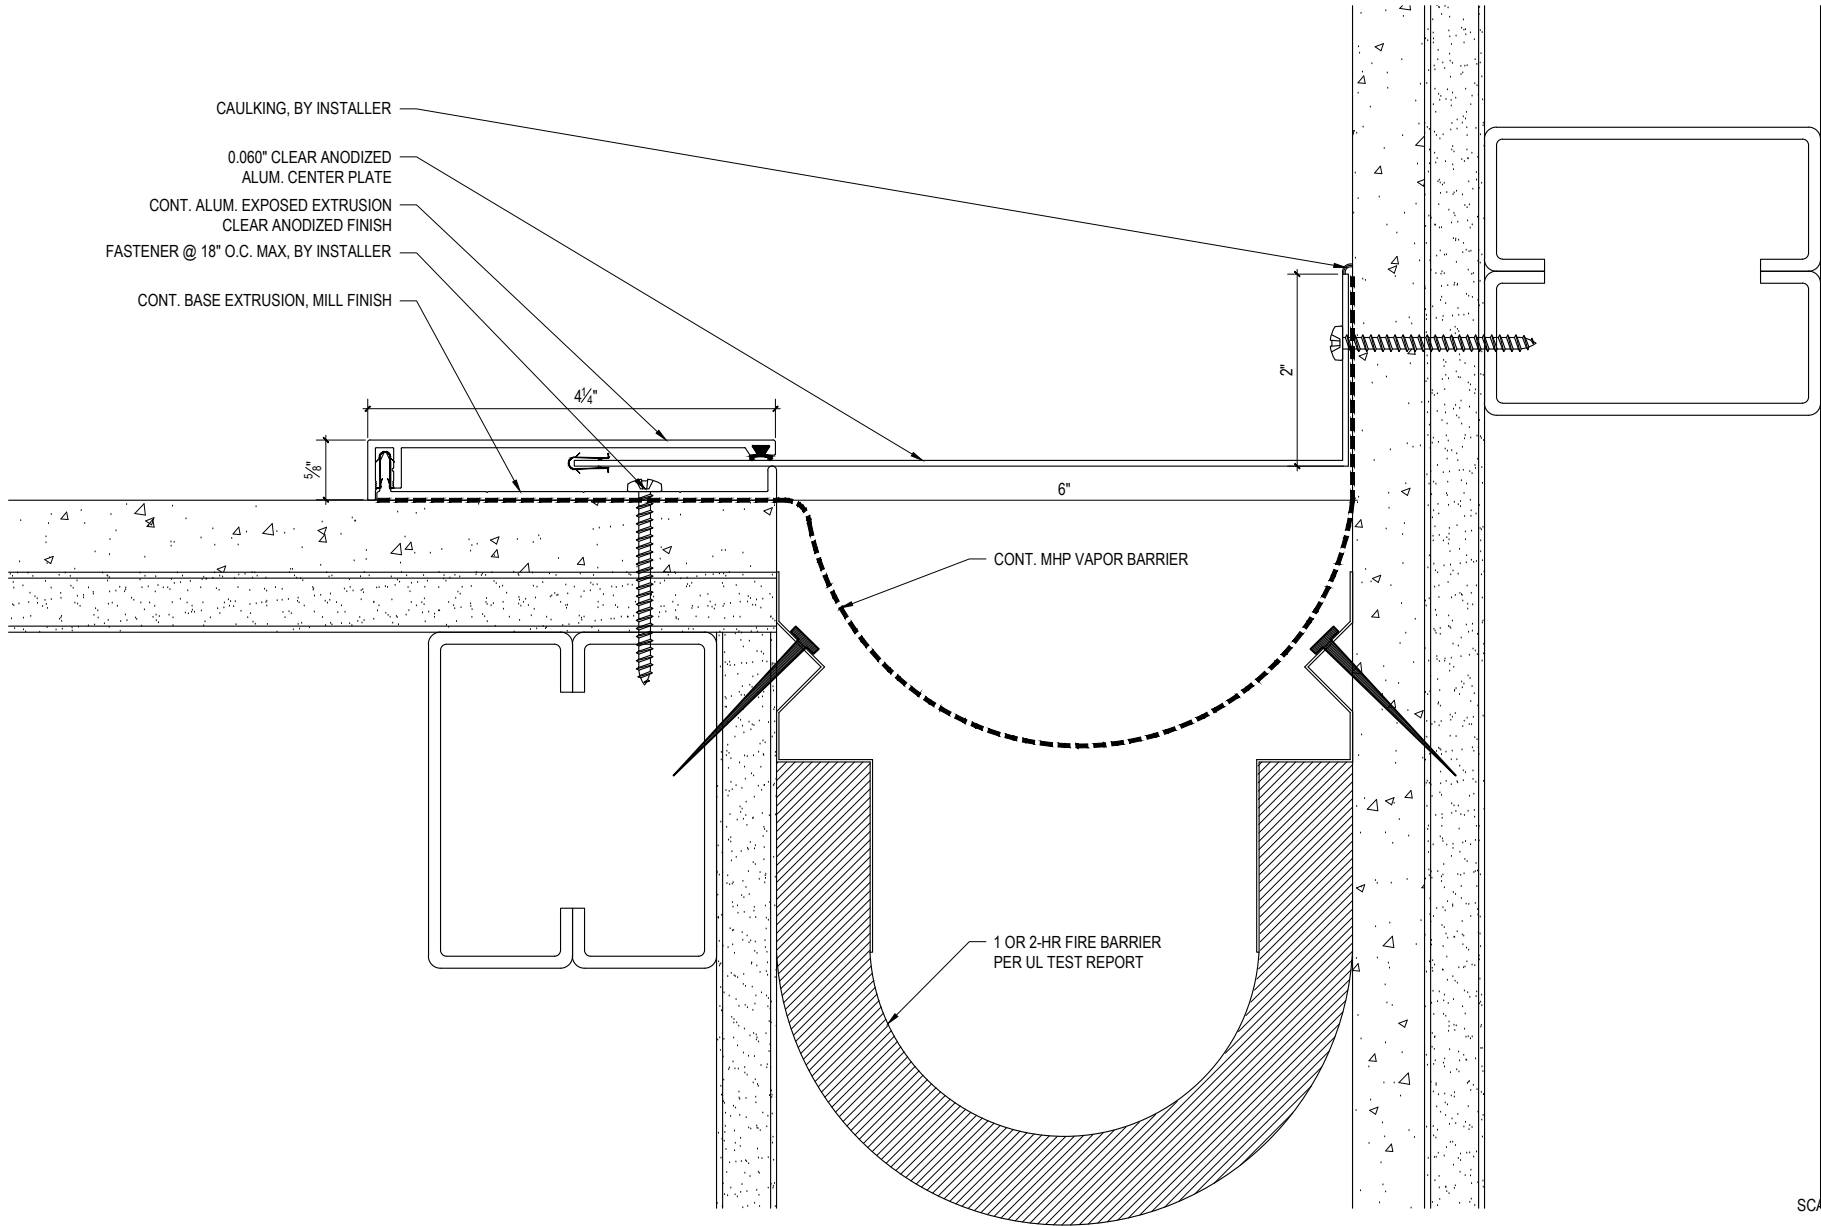 CAULKING, BY INSTALLER
0.060" CLEAR ANODIZED
ALUM. CENTER PLATE
CONT. ALUM. EXPOSED EXTRUSION
CLEAR ANODIZED FINISH
FASTENER @ 18" O.C. MAX, BY INSTALLER
CONT. BASE EXTRUSION, MILL FINISH
2"
4¼"
⅝"
6"
CONT. MHP VAPOR BARRIER
1 OR 2-HR FIRE BARRIER
PER UL TEST REPORT